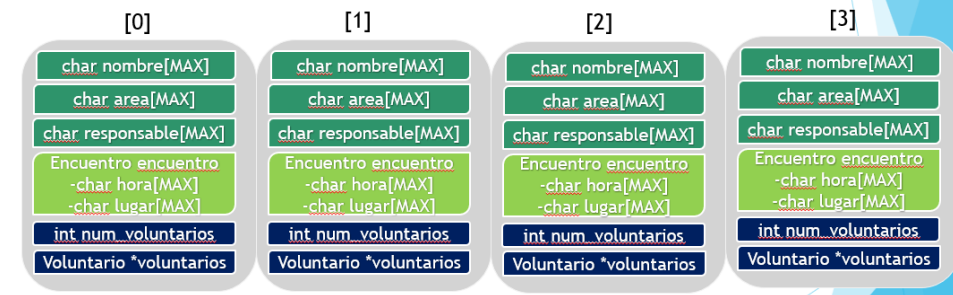 [0]
char nombre[MAX]
char area[MAX]
char responsable[MAX]
Encuentro encuentro
-char hora[MAX]
-char lugar[MAX]
int num_voluntarios
Voluntario *voluntarios
[1]
char nombre[MAX]
char area[MAX]
char responsable[MAX]
Encuentro encuentro
-char hora[MAX]
-char lugar[MAX]
int num_voluntarios
Voluntario *voluntarios
[2]
char nombre[MAX]
char area[MAX]
char responsable[MAX]
Encuentro encuentro
-char hora[MAX]
-char lugar[MAX]
int num_voluntarios
Voluntario *voluntarios
[3]
char nombre[MAX]
char area[MAX]
char responsable[MAX]
Encuentro encuentro
-char hora[MAX]
-char lugar[MAX]
int num_voluntarios
Voluntario *voluntarios